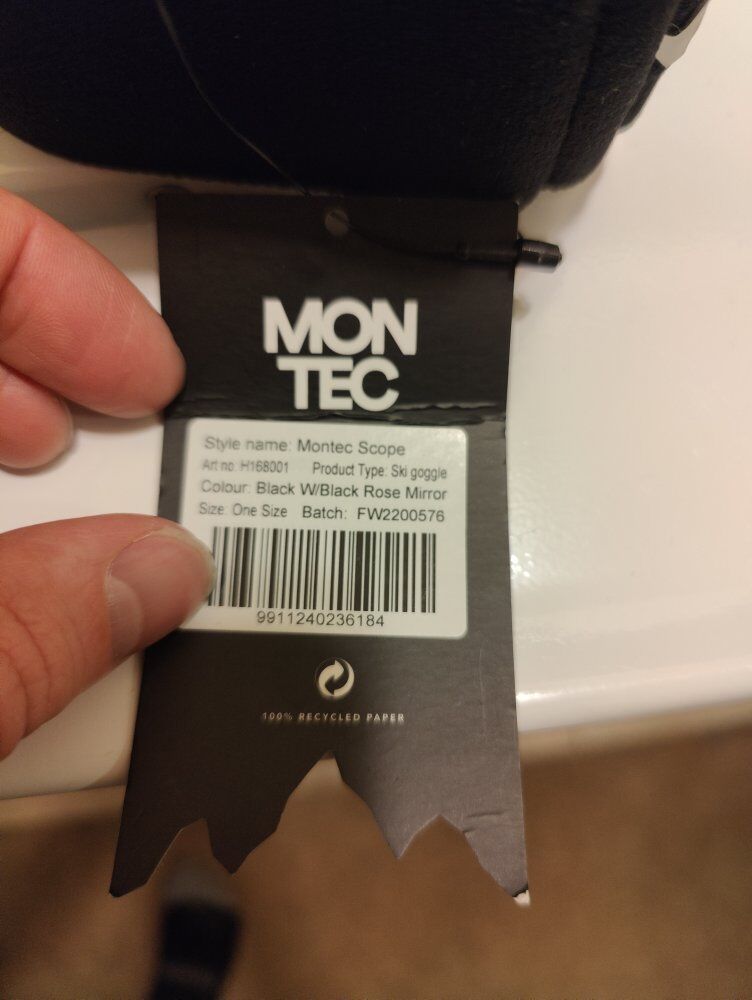 MON
TEC
Style name: Montec Scope
Art no. H168001 Product Type: Ski goggle
Colour: Black W/Black Rose Mirror
Size: One Size Batch: FW2200576
9911240236184
100% RECYCLED PAPER